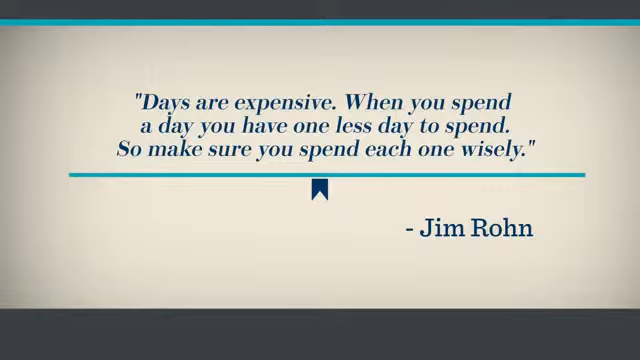 "Days are expensive. When you spend
a day you have one less day to spend.
So make sure you spend each one wisely."
- Jim Rohn